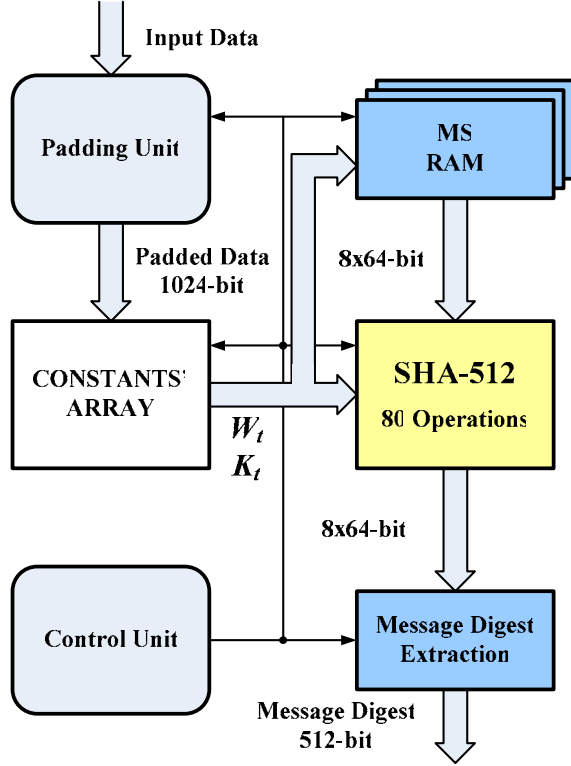 Input Data
Padding Unit
MS
RAM
Padded Data
1024-bit
8x64-bit
CONSTANTS'
ARRAY
SHA-512
80 Operations
Wt
Kt
8x64-bit
Control Unit
Message Digest
Extraction
Message Digest
512-bit